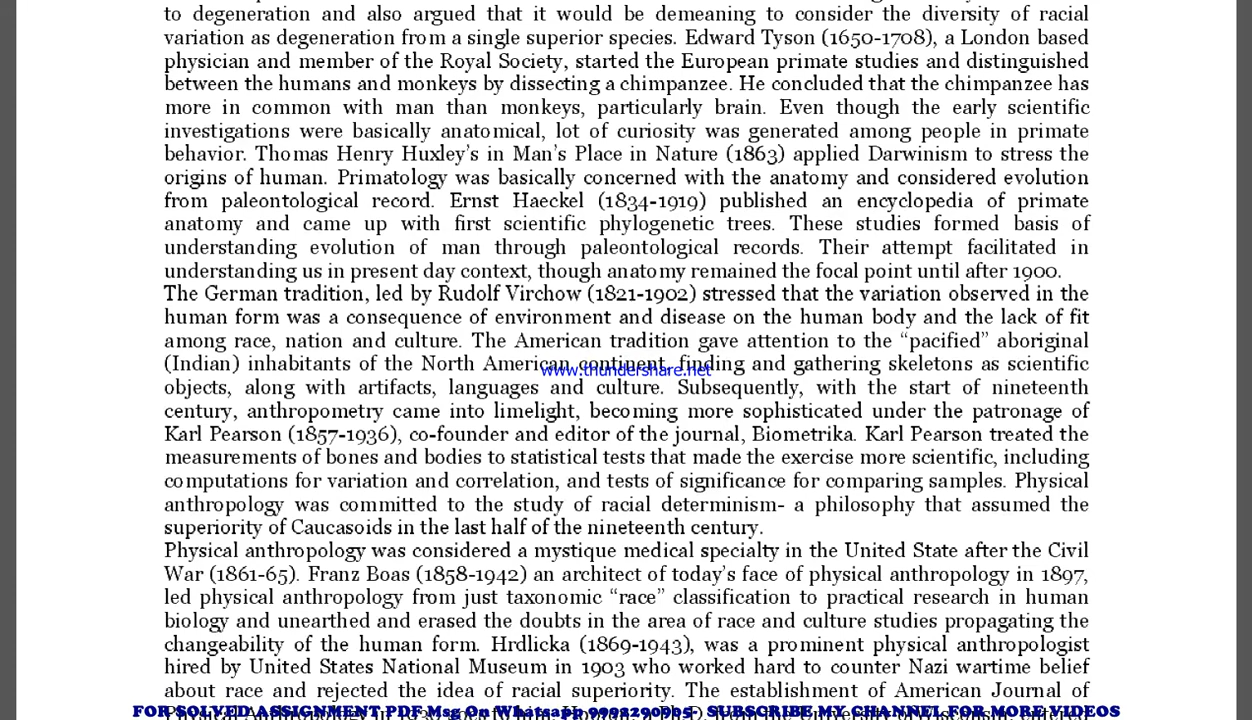 to degeneration and also argued that it would be demeaning to consider the diversity of racial
variation as degeneration from a single superior species. Edward Tyson (1650-1708), a London based
physician and member of the Royal Society, started the European primate studies and distinguished
between the humans and monkeys by dissecting a chimpanzee. He concluded that the chimpanzee has
more in common with man than monkeys, particularly brain. Even though the early scientific
investigations were basically anatomical, lot of curiosity was generated among people in primate
behavior. Thomas Henry Huxley's in Man's Place in Nature (1863) applied Darwinism to stress the
origins of human. Primatology was basically concerned with the anatomy and considered evolution
from paleontological record. Ernst Haeckel (1834-1919) published an encyclopedia of primate
anatomy and came up with first scientific phylogenetic trees. These studies formed basis of
understanding evolution of man through paleontological records. Their attempt facilitated in
understanding us in present day context, though anatomy remained the focal point until after 1900.
The German tradition, led by Rudolf Virchow (1821-1902) stressed that the variation observed in the
human form was a consequence of environment and disease on the human body and the lack of fit
among race, nation and culture. The American tradition gave attention to the “pacified” aboriginal
(Indian) inhabitants of the North American continent, finding and gathering skeletons as scientific
www.thundershare.net
objects, along with artifacts, languages and culture. Subsequently, with the start of nineteenth
century, anthropometry came into limelight, becoming more sophisticated under the patronage of
Karl Pearson (1857-1936), co-founder and editor of the journal, Biometrika. Karl Pearson treated the
measurements of bones and bodies to statistical tests that made the exercise more scientific, including
computations for variation and correlation, and tests of significance for comparing samples. Physical
anthropology was committed to the study of racial determinism- a philosophy that assumed the
superiority of Caucasoids in the last half of the nineteenth century.
Physical anthropology was considered a mystique medical specialty in the United State after the Civil
War (1861-65). Franz Boas (1858-1942) an architect of today's face of physical anthropology in 1897,
led physical anthropology from just taxonomic “race” classification to practical research in human
biology and unearthed and erased the doubts in the area of race and culture studies propagating the
changeability of the human form. Hrdlicka (1869-1943), was a prominent physical anthropologist
hired by United States National Museum in 1903 who worked hard to counter Nazi wartime belief
about race and rejected the idea of racial superiority. The establishment of American Journal of
FOR SOLVED ASSIGNMENT PDF Msg On Whatsapp 9992290605- SUBSCRIBE MY CHANNEL FOR MORE VIDEOS